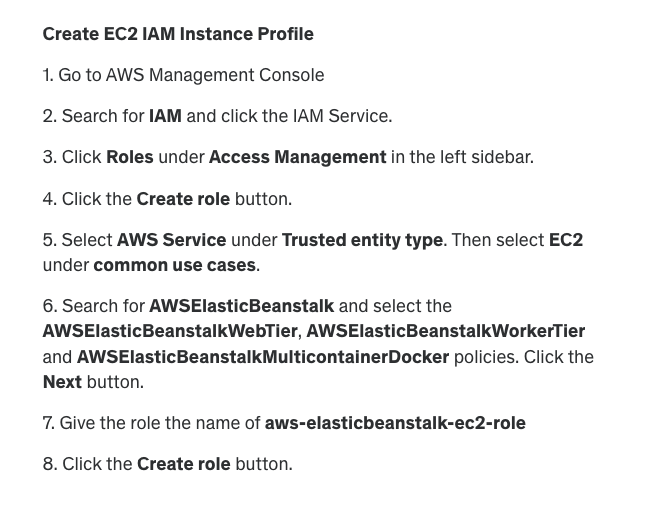 Create EC2 IAM Instance Profile
1. Go to AWS Management Console
2. Search for IAM and click the IAM Service.
3. Click Roles under Access Management in the left sidebar.
4. Click the Create role button.
5. Select AWS Service under Trusted entity type. Then select EC2
under common use cases.
6. Search for AWSElasticBeanstalk and select the
AWSElasticBeanstalkWebTier, AWSElasticBeanstalkWorkerTier
and AWSElasticBeanstalkMulticontainerDocker policies. Click the
Next button.
7. Give the role the name of aws-elasticbeanstalk-ec2-role
8. Click the Create role button.